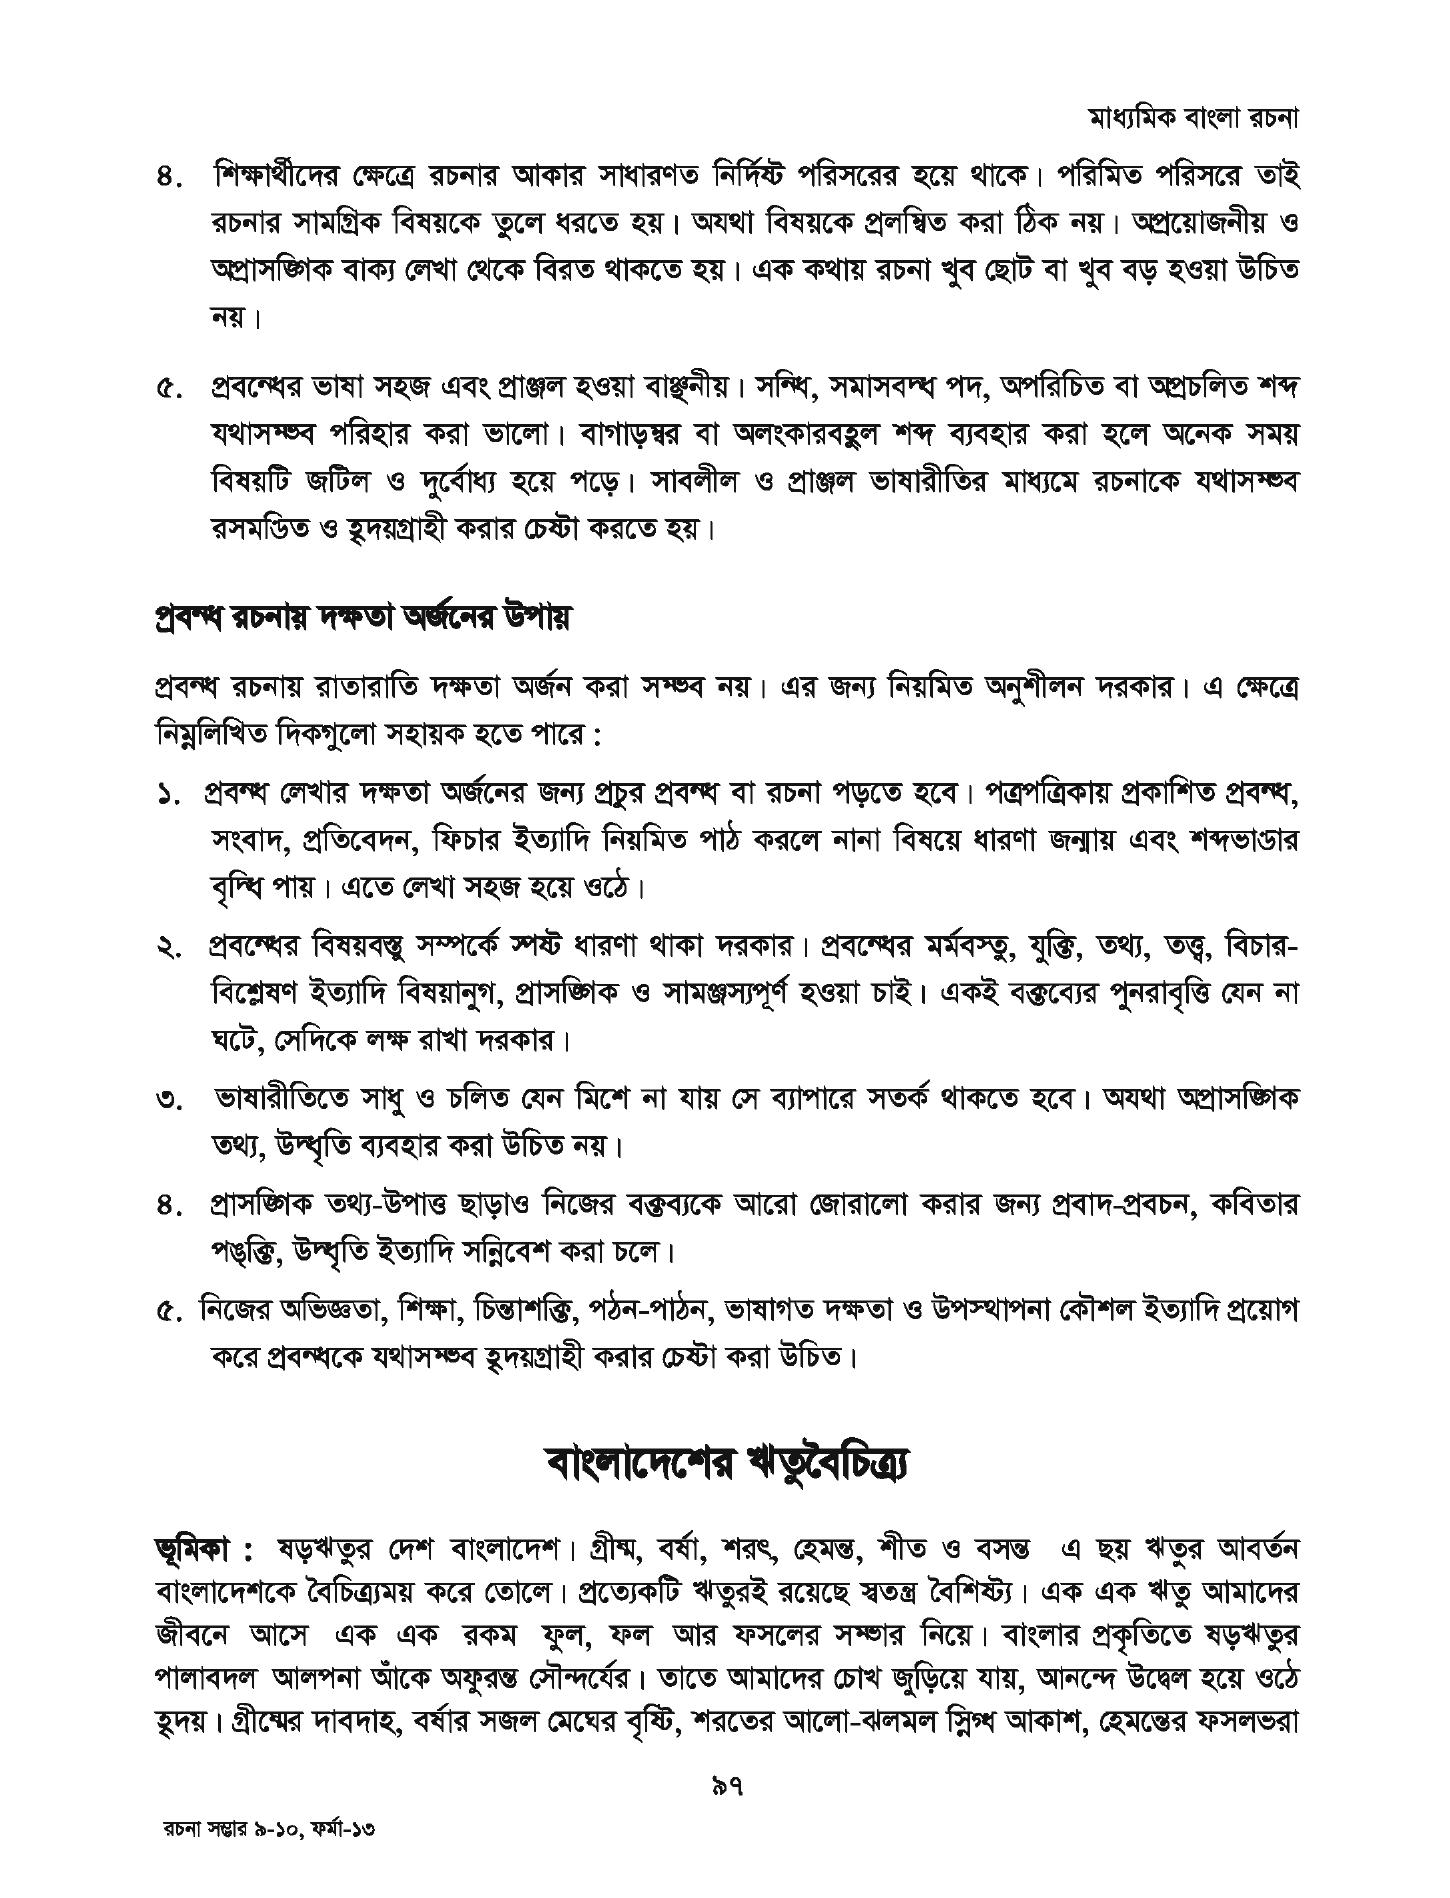 মাধ্যমিক বাংলা রচনা
৪. শিক্ষার্থীদের ক্ষেত্রে রচনার আকার সাধারণত নির্দিষ্ট পরিসরের হয়ে থাকে। পরিমিত পরিসরে তাই
রচনার সামগ্রিক বিষয়কে তুলে ধরতে হয়। অযথা বিষয়কে প্রলম্বিত করা ঠিক নয়। অপ্রয়োজনীয় ও
অপ্রাসঙ্গিক বাক্য লেখা থেকে বিরত থাকতে হয়। এক কথায় রচনা খুব ছোট বা খুব বড় হওয়া উচিত
নয়।
৫. প্রবন্ধের ভাষা সহজ এবং প্রাঞ্জল হওয়া বাঞ্ছনীয়। সন্ধি, সমাসবদ্ধ পদ, অপরিচিত বা অপ্রচলিত শব্দ
যথাসম্ভব পরিহার করা ভালো। বাগাড়ম্বর বা অলংকারবহুল শব্দ ব্যবহার করা হলে অনেক সময়
বিষয়টি জটিল ও দুর্বোধ্য হয়ে পড়ে। সাবলীল ও প্রাঞ্জল ভাষারীতির মাধ্যমে রচনাকে যথাসম্ভব
রসমণ্ডিত ও হৃদয়গ্রাহী করার চেষ্টা করতে হয়।
প্রবন্ধ রচনায় দক্ষতা অর্জনের উপায়
প্রবন্ধ রচনায় রাতারাতি দক্ষতা অর্জন করা সম্ভব নয়। এর জন্য নিয়মিত অনুশীলন দরকার। এ ক্ষেত্রে
নিম্নলিখিত দিকগুলো সহায়ক হতে পারে :
১. প্রবন্ধ লেখার দক্ষতা অর্জনের জন্য প্রচুর প্রবন্ধ বা রচনা পড়তে হবে। পত্রপত্রিকায় প্রকাশিত প্রবন্ধ,
সংবাদ, প্রতিবেদন, ফিচার ইত্যাদি নিয়মিত পাঠ করলে নানা বিষয়ে ধারণা জন্মায় এবং শব্দভাণ্ডার
বৃদ্ধি পায়। এতে লেখা সহজ হয়ে ওঠে।
২. প্রবন্ধের বিষয়বস্তু সম্পর্কে স্পষ্ট ধারণা থাকা দরকার। প্রবন্ধের মর্মবস্তু, যুক্তি, তথ্য, তত্ত্ব, বিচার-
বিশ্লেষণ ইত্যাদি বিষয়ানুগ, প্রাসঙ্গিক ও সামঞ্জস্যপূর্ণ হওয়া চাই। একই বক্তব্যের পুনরাবৃত্তি যেন না
ঘটে, সেদিকে লক্ষ রাখা দরকার।
৩. ভাষারীতিতে সাধু ও চলিত যেন মিশে না যায় সে ব্যাপারে সতর্ক থাকতে হবে। অযথা অপ্রাসঙ্গিক
তথ্য, উদ্ধৃতি ব্যবহার করা উচিত নয়।
৪. প্রাসঙ্গিক তথ্য-উপাত্ত ছাড়াও নিজের বক্তব্যকে আরো জোরালো করার জন্য প্রবাদ-প্রবচন, কবিতার
পঙ্‌ক্তি, উদ্ধৃতি ইত্যাদি সন্নিবেশ করা চলে।
৫. নিজের অভিজ্ঞতা, শিক্ষা, চিন্তাশক্তি, পঠন-পাঠন, ভাষাগত দক্ষতা ও উপস্থাপনা কৌশল ইত্যাদি প্রয়োগ
করে প্রবন্ধকে যথাসম্ভব হৃদয়গ্রাহী করার চেষ্টা করা উচিত।
বাংলাদেশের ঋতুবৈচিত্র্য
ভূমিকা : ষড়ঋতুর দেশ বাংলাদেশ। গ্রীষ্ম, বর্ষা, শরৎ, হেমন্ত, শীত ও বসন্ত এ ছয় ঋতুর আবর্তন
বাংলাদেশকে বৈচিত্র্যময় করে তোলে। প্রত্যেকটি ঋতুরই রয়েছে স্বতন্ত্র বৈশিষ্ট্য। এক এক ঋতু আমাদের
জীবনে আসে এক এক রকম ফুল, ফল আর ফসলের সম্ভার নিয়ে। বাংলার প্রকৃতিতে ষড়ঋতুর
পালাবদল আলপনা আঁকে অফুরন্ত সৌন্দর্যের। তাতে আমাদের চোখ জুড়িয়ে যায়, আনন্দে উদ্বেল হয়ে ওঠে
হৃদয়। গ্রীষ্মের দাবদাহ, বর্ষার সজল মেঘের বৃষ্টি, শরতের আলো-ঝলমল স্নিগ্ধ আকাশ, হেমন্তের ফসলভরা
৯৭
রচনা সম্ভার ৯-১০, ফর্মা-১৩